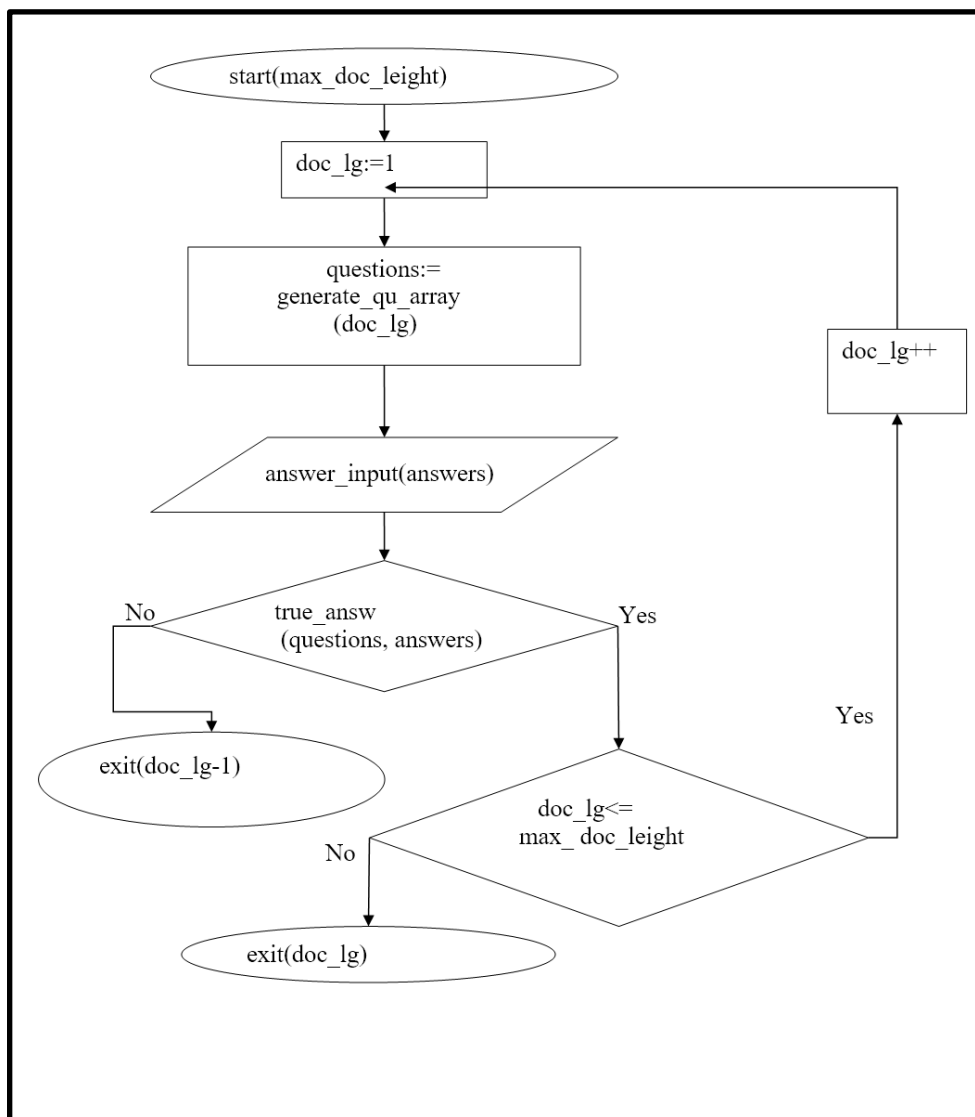 start(max_doc_leight)
doc_lg:=1
questions:=
generate_qu_array
(doc_lg)
doc_lg++
answer_input(answers)
No
true_answ
(questions, answers)
Yes
exit(doc_lg-1)
Yes
doc_lg<=
max_ doc_leight
No
exit(doc_lg)